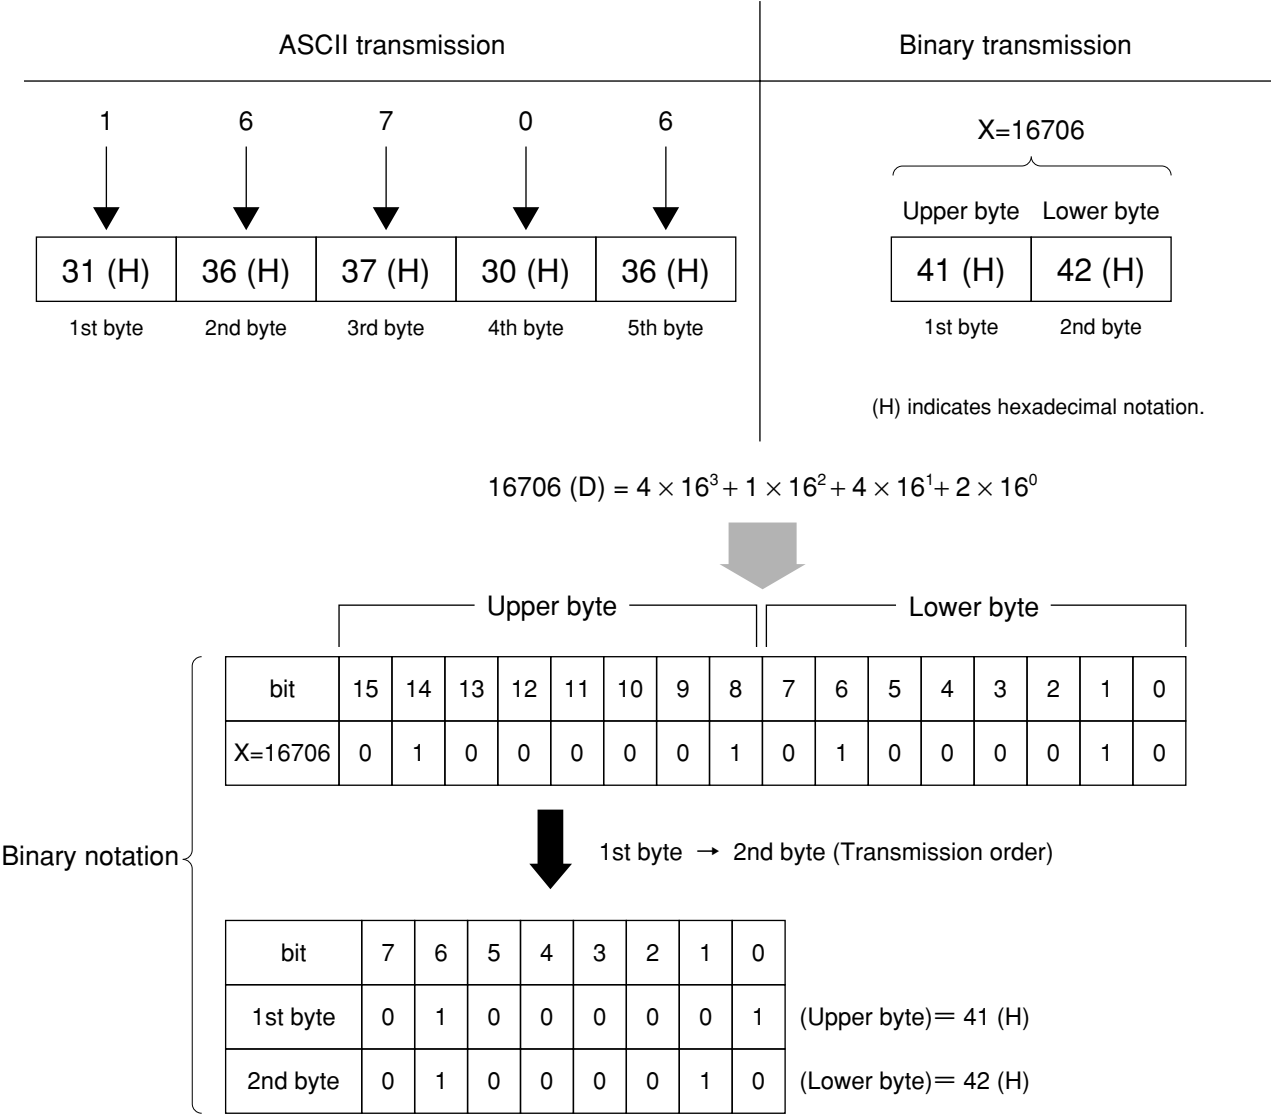 ASCII transmission
Binary transmission
1 6 7 0 6
X=16706
Upper byte Lower byte
31 (H) 36 (H) 37 (H) 30 (H) 36 (H)
41 (H) 42 (H)
1st byte 2nd byte 3rd byte 4th byte 5th byte
1st byte 2nd byte
(H) indicates hexadecimal notation.
16706 (D) = 4 × 16³ + 1 × 16² + 4 × 16¹ + 2 × 16⁰
Upper byte Lower byte
bit 15 14 13 12 11 10 9 8 7 6 5 4 3 2 1 0
X=16706 0 1 0 0 0 0 0 1 0 1 0 0 0 0 1 0
Binary notation
1st byte → 2nd byte (Transmission order)
bit 7 6 5 4 3 2 1 0
1st byte 0 1 0 0 0 0 0 1 (Upper byte)= 41 (H)
2nd byte 0 1 0 0 0 0 1 0 (Lower byte)= 42 (H)